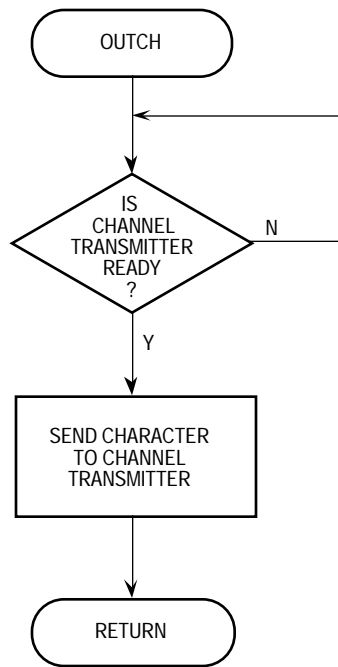 OUTCH
IS
CHANNEL
TRANSMITTER
READY
?
N
Y
SEND CHARACTER
TO CHANNEL
TRANSMITTER
RETURN